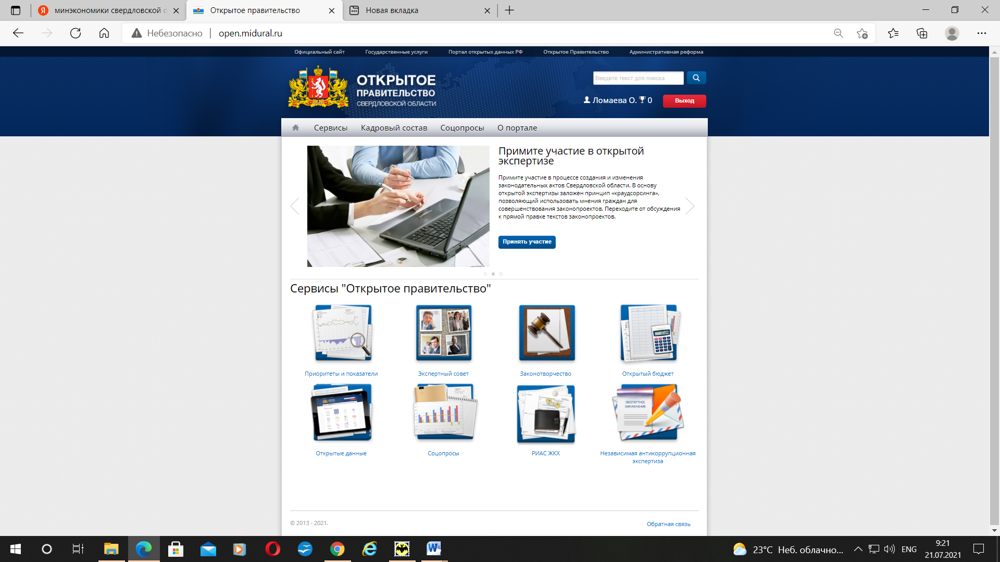 минэкономики свердловской о
Открытое правительство
Новая вкладка
Небезопасно
open.midural.ru
Официальный сайт
Государственные услуги
Портал открытых данных РФ
Открытое Правительство
Административная реформа
ОТКРЫТОЕ
ПРАВИТЕЛЬСТВО
СВЕРДЛОВСКОЙ ОБЛАСТИ
Введите текст для поиска
Ломаева О. 0
Выход
Сервисы
Кадровый состав
Соцопросы
О портале
Примите участие в открытой
экспертизе
Примите участие в процессе создания и изменения
законодательных актов Свердловской области. В основу
открытой экспертизы заложен принцип «краудсорсинга»,
позволяющий использовать мнения граждан для
совершенствования законопроектов. Переходите от обсуждения
к прямой правке текстов законопроектов.
Принять участие
Сервисы "Открытое правительство"
Приоритеты и показатели
Экспертный совет
Законотворчество
Открытый бюджет
ЭКСПЕРТНОЕ
ЗАКЛЮЧЕНИЕ
Открытые данные
Соцопросы
РИАС ЖКХ
Независимая антикоррупционная
экспертиза
© 2013 - 2021.
Обратная связь
23°C Неб. облачно...
ENG
9:21
21.07.2021